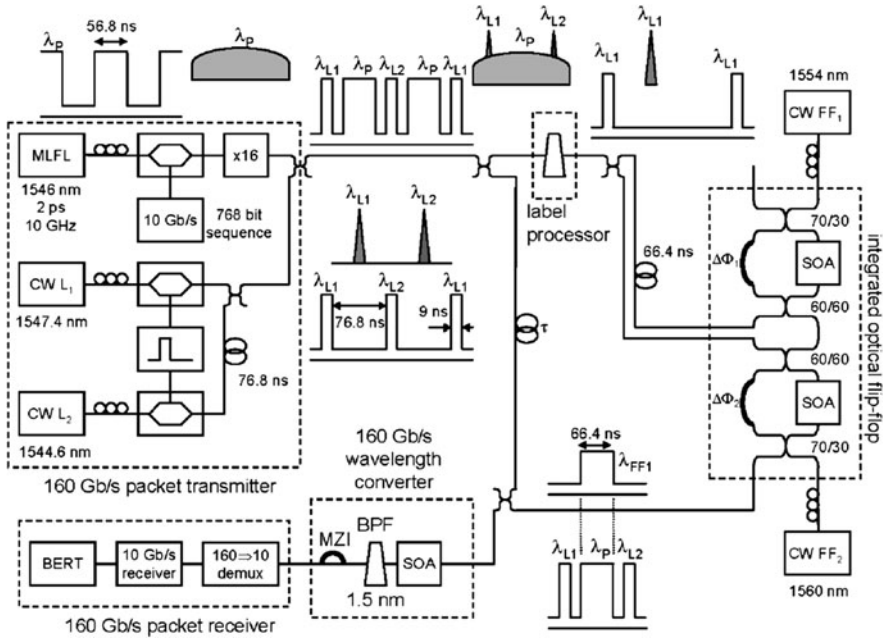 56.8 ns
λP
λP
λL1
λP
λL2
λP
λL1
λL1
λL2
λP
λL1
λL1
λL1
1554 nm
CW FF1
MLFL
x16
1546 nm
2 ps
10 GHz
10 Gb/s
768 bit
sequence
label
processor
70/30
ΔΦ1
SOA
66.4 ns
60/60
CW L1
1547.4 nm
λL1
λL2
λL1
λL2
λL1
76.8 ns
9 ns
τ
76.8 ns
60/60
ΔΦ2
SOA
70/30
integrated optical flip-flop
CW L2
1544.6 nm
160 Gb/s packet transmitter
160 Gb/s
wavelength
converter
66.4 ns
λFF1
MZI
BPF
SOA
1.5 nm
λL1
λP
λL2
CW FF2
1560 nm
BERT
10 Gb/s
receiver
160⇒10
demux
160 Gb/s packet receiver